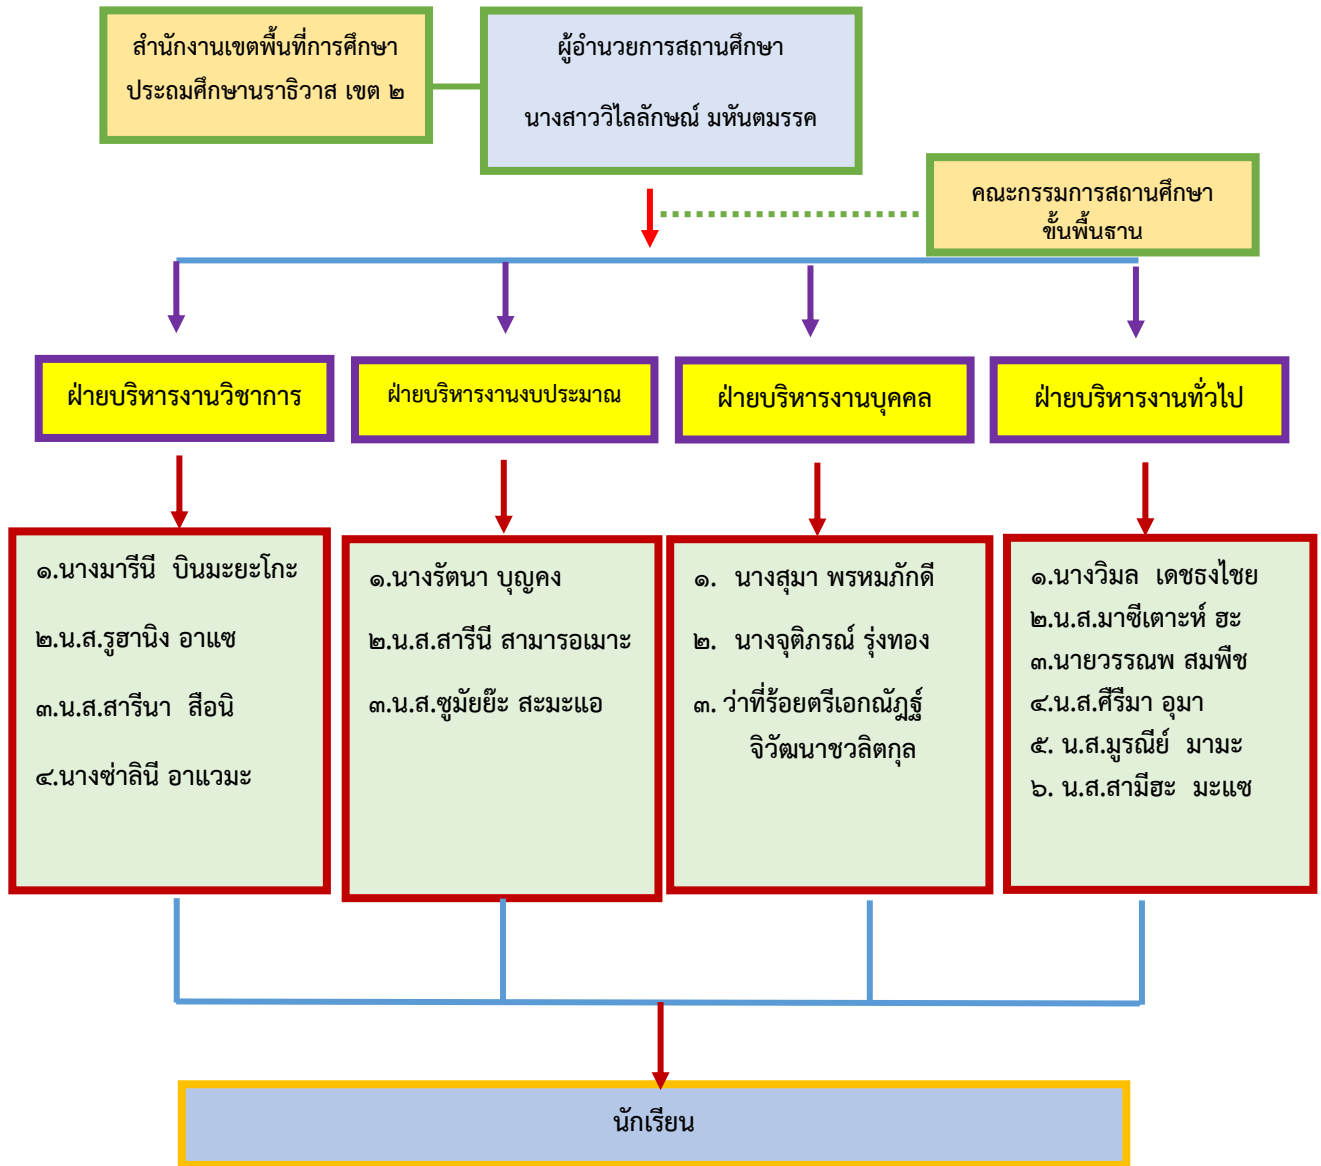 สำนักงานเขตพื้นที่การศึกษา
ประถมศึกษานราธิวาส เขต ๒
ผู้อำนวยการสถานศึกษา
นางสาววิไลลักษณ์ มหันตมรรค
คณะกรรมการสถานศึกษา
ขั้นพื้นฐาน
ฝ่ายบริหารงานวิชาการ
ฝ่ายบริหารงานงบประมาณ
ฝ่ายบริหารงานบุคคล
ฝ่ายบริหารงานทั่วไป
๑.นางมารีนี บินมะยะโกะ
๒.น.ส.รูฮานิง อาแซ
๓.น.ส.สารีนา สือนิ
๔.นางซ่าลินี อาแวมะ
๑.นางรัตนา บุญคง
๒.น.ส.สารีนี สามารอเมาะ
๓.น.ส.ซูมัยย๊ะ สะมะแอ
๑. นางสุมา พรหมภักดี
๒. นางจุติภรณ์ รุ่งทอง
๓. ว่าที่ร้อยตรีเอกณัฏฐ์
จิวัฒนาชวลิตกุล
๑.นางวิมล เดชธงไชย
๒.น.ส.มาซีเตาะห์ ฮะ
๓.นายวรรณพ สมพืช
๔.น.ส.ศีรีมา อุมา
๕. น.ส.มูรณีย์ มามะ
๖. น.ส.สามีฮะ มะแซ
นักเรียน